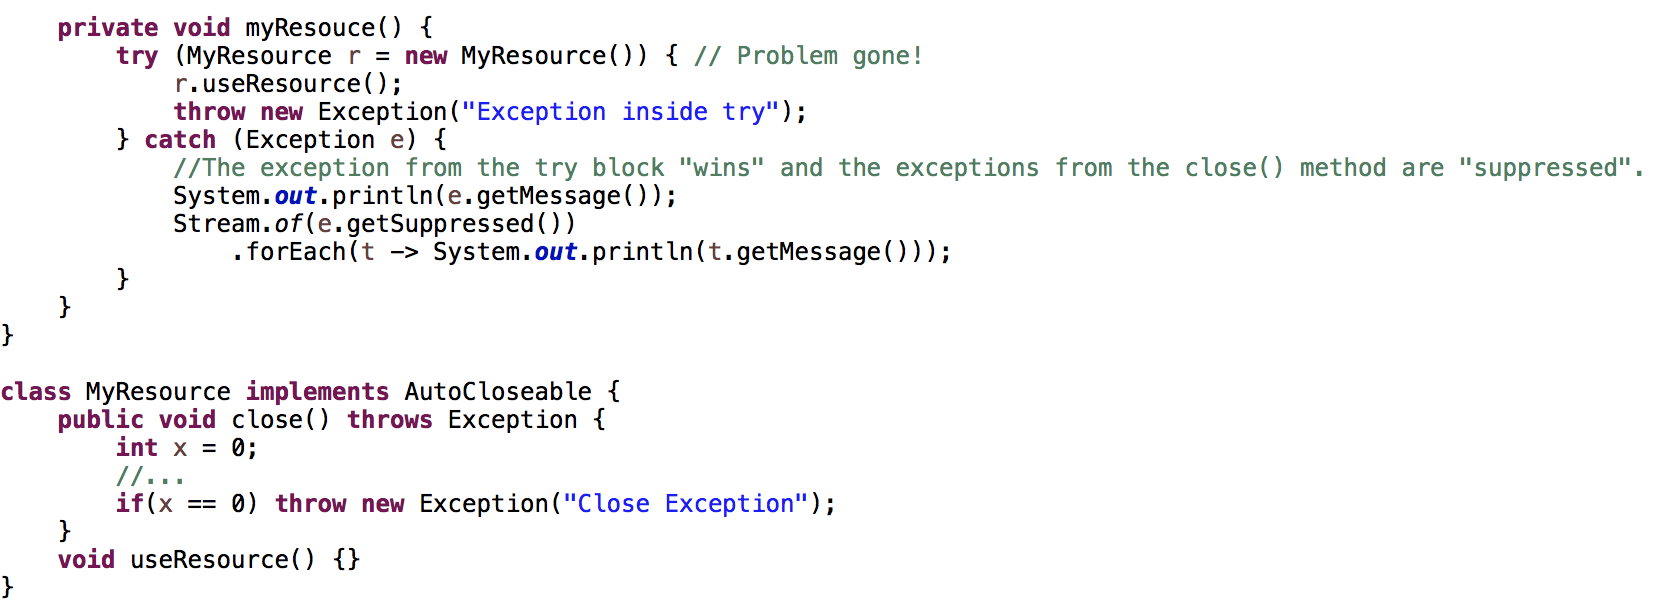 private void myResouce() {
try (MyResource r = new MyResource()) { // Problem gone!
r.useResource();
throw new Exception("Exception inside try");
} catch (Exception e) {
//The exception from the try block "wins" and the exceptions from the close() method are "suppressed".
System.out.println(e.getMessage());
Stream.of(e.getSuppressed())
.forEach(t -> System.out.println(t.getMessage()));
}
}
}
class MyResource implements AutoCloseable {
public void close() throws Exception {
int x = 0;
//...
if(x == 0) throw new Exception("Close Exception");
}
void useResource() {}
}